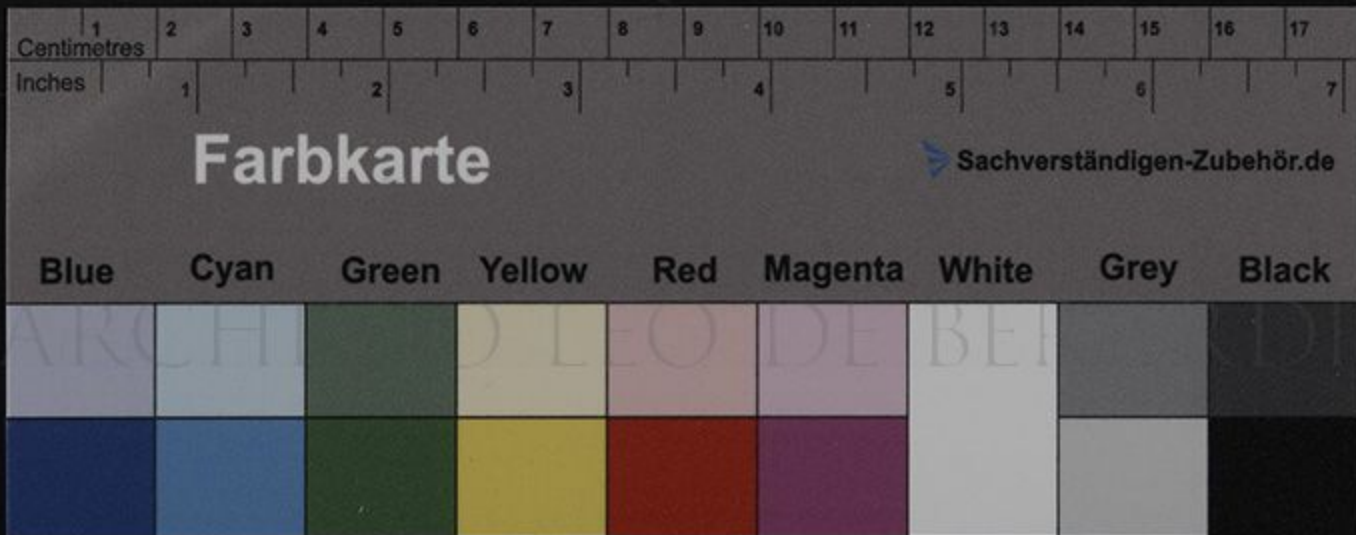 1 2 3 4 5 6 7 8 9 10 11 12 13 14 15 16 17
Centimetres
Inches
1 2 3 4 5 6 7
Farbkarte
Sachverständigen-Zubehör.de
Blue Cyan Green Yellow Red Magenta White Grey Black
LEO DE